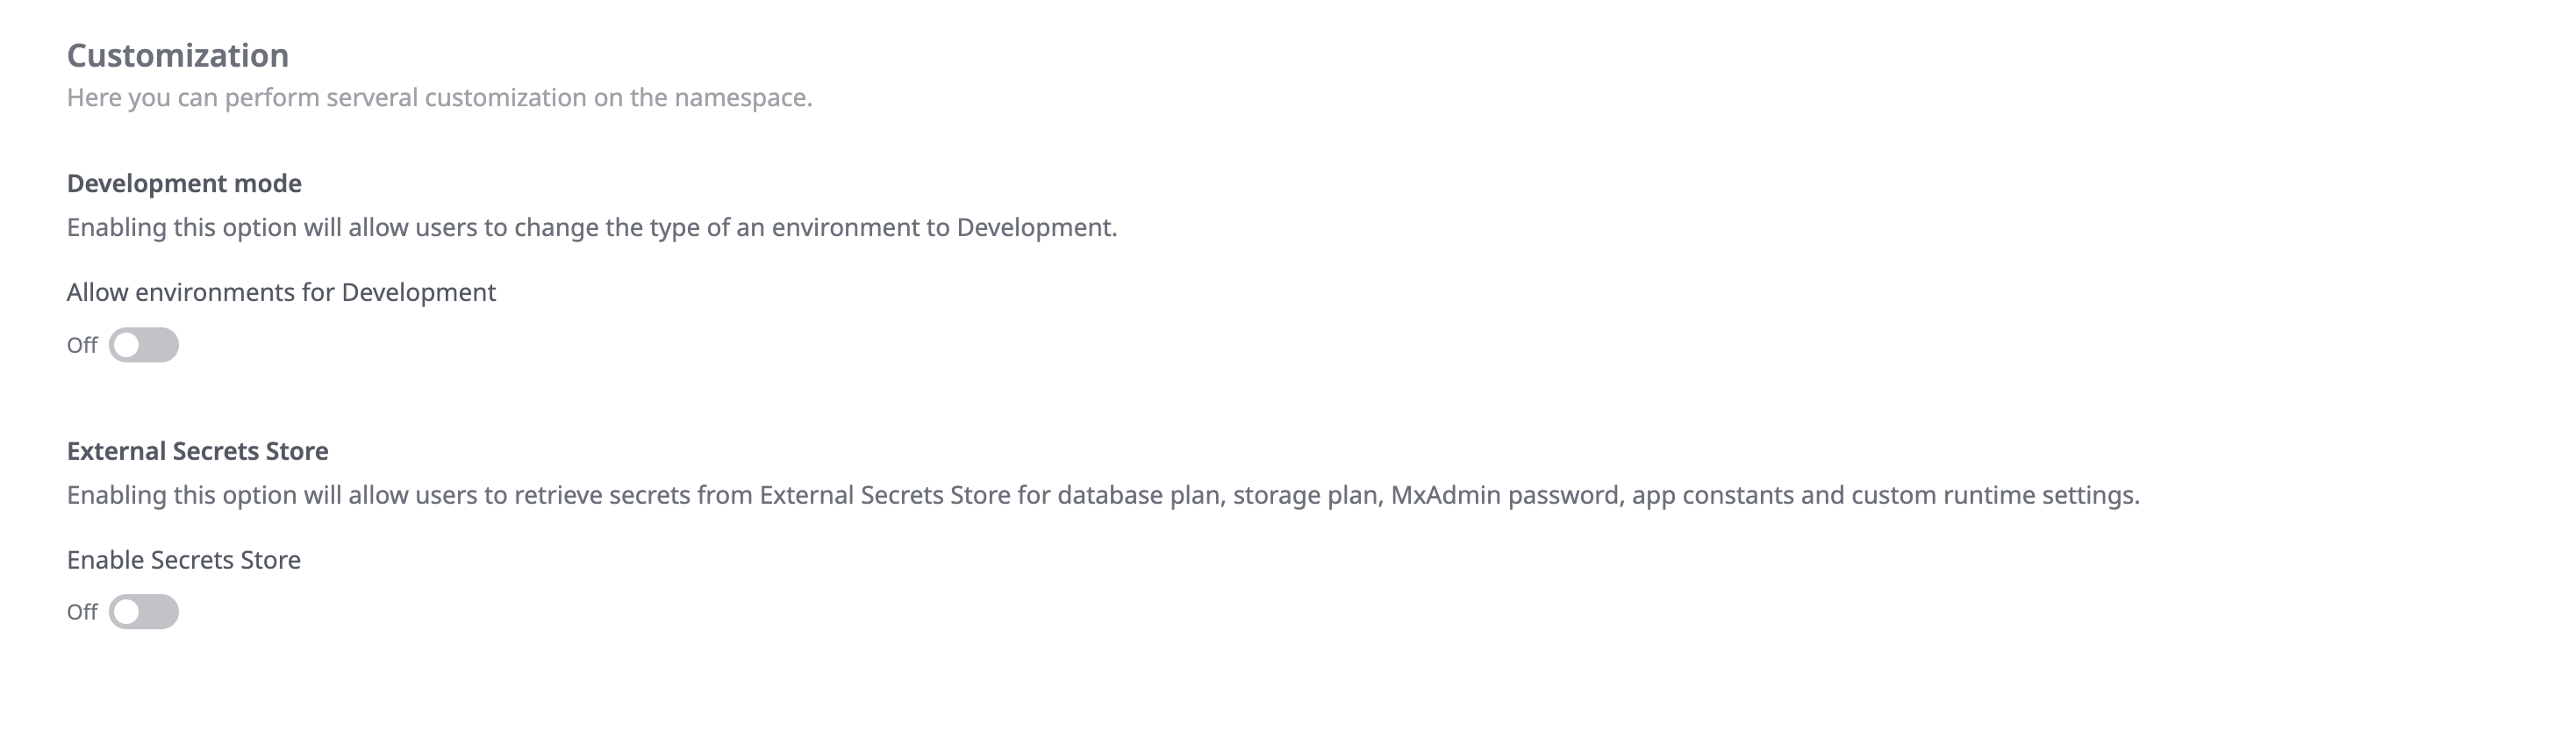 Customization
Here you can perform serveral customization on the namespace.
Development mode
Enabling this option will allow users to change the type of an environment to Development.
Allow environments for Development
Off
External Secrets Store
Enabling this option will allow users to retrieve secrets from External Secrets Store for database plan, storage plan, MxAdmin password, app constants and custom runtime settings.
Enable Secrets Store
Off